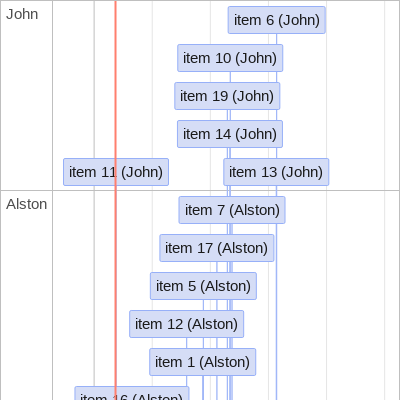 John
item 6 (John)
item 10 (John)
item 19 (John)
item 14 (John)
item 11 (John)
item 13 (John)
Alston
item 7 (Alston)
item 17 (Alston)
item 5 (Alston)
item 12 (Alston)
item 1 (Alston)
item 16 (Alston)